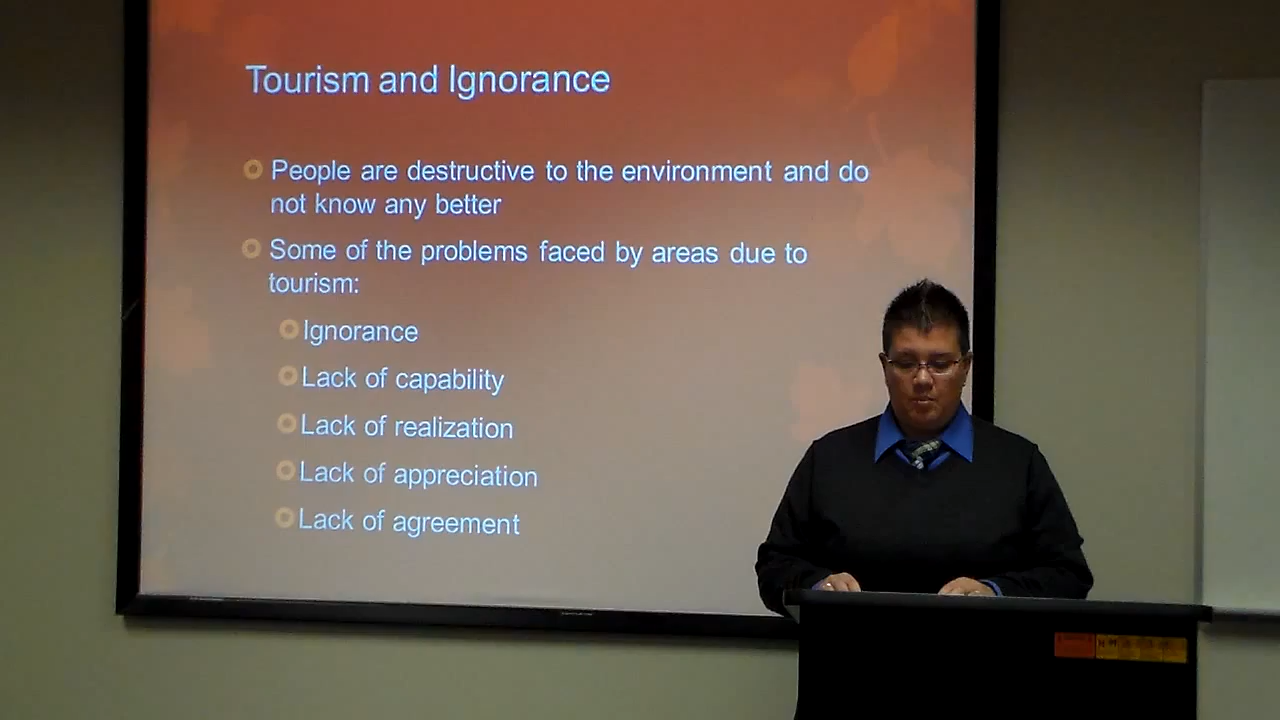 Tourism and Ignorance
People are destructive to the environment and do
not know any better
Some of the problems faced by areas due to
tourism:
Ignorance
Lack of capability
Lack of realization
Lack of appreciation
Lack of agreement